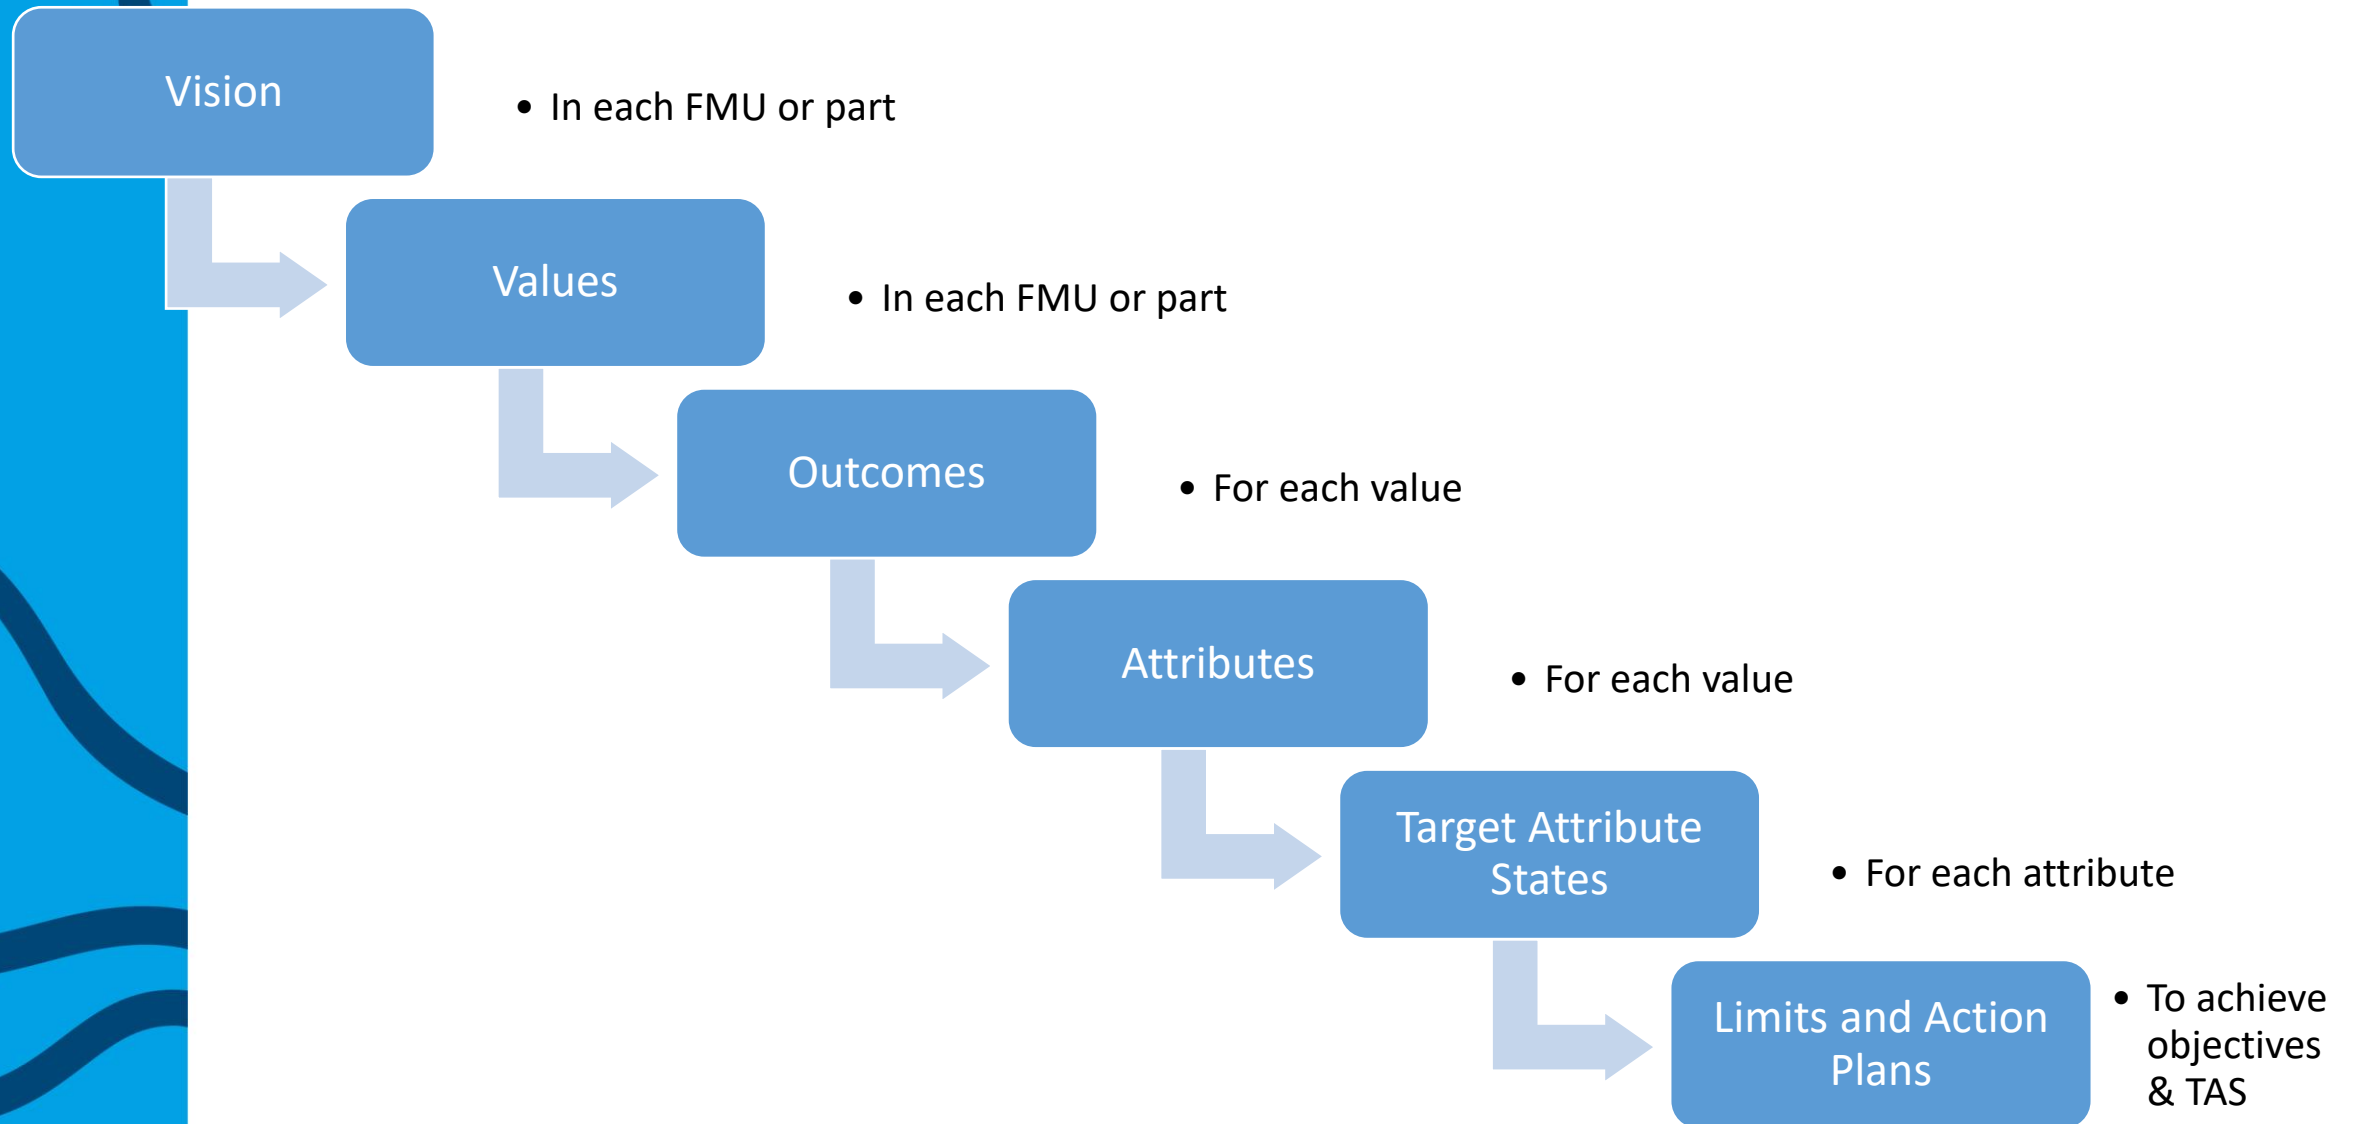 Vision
• In each FMU or part
Values
• In each FMU or part
Outcomes
• For each value
Attributes
• For each value
Target Attribute
States
• For each attribute
Limits and Action
Plans
• To achieve
objectives
& TAS